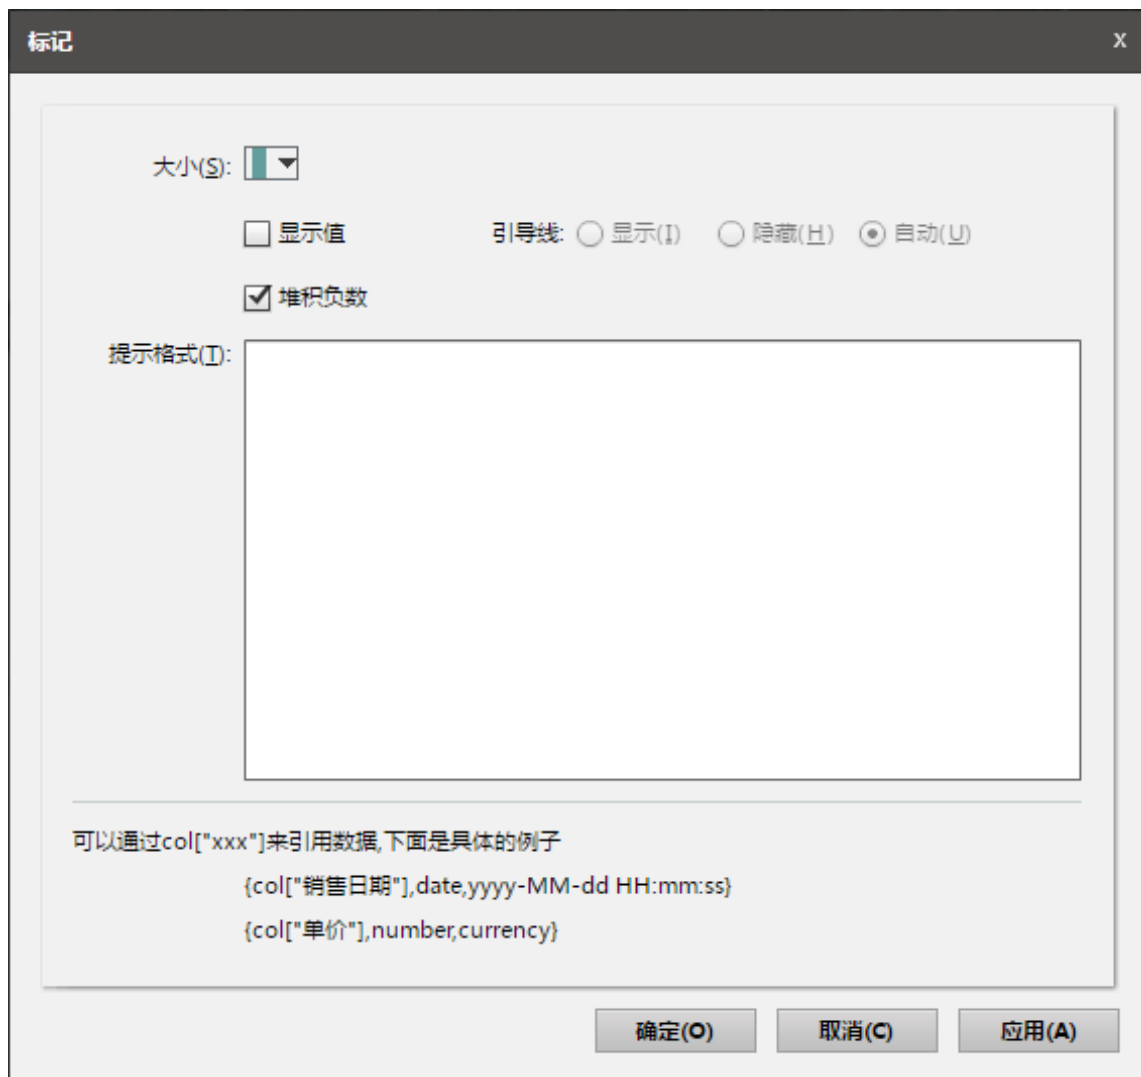 标记 x
大小(S):
显示值 引导线: 显示(I) 隐藏(H) 自动(U)
堆积负数
提示格式(T):
可以通过col["xxx"]来引用数据,下面是具体的例子
{col["销售日期"],date,yyyy-MM-dd HH:mm:ss}
{col["单价"],number,currency}
确定(O) 取消(C) 应用(A)